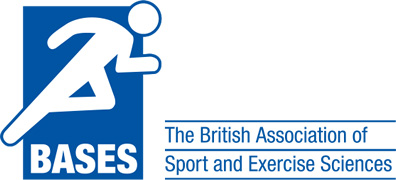 BASES
The British Association of
Sport and Exercise Sciences